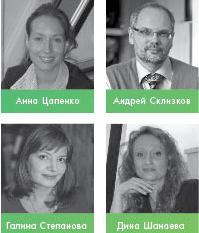 Анна Цапенко
Андрей Склизков
Галина Степанова
Дина Шанаева